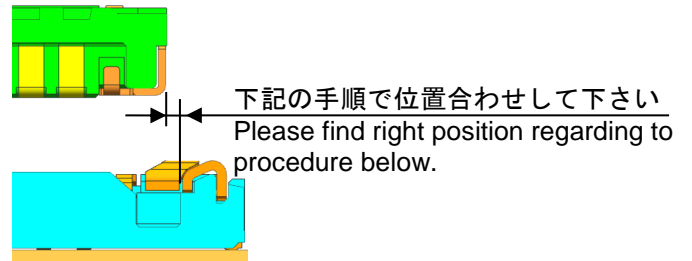 下記の手順で位置合わせして下さい
Please find right position regarding to
procedure below.